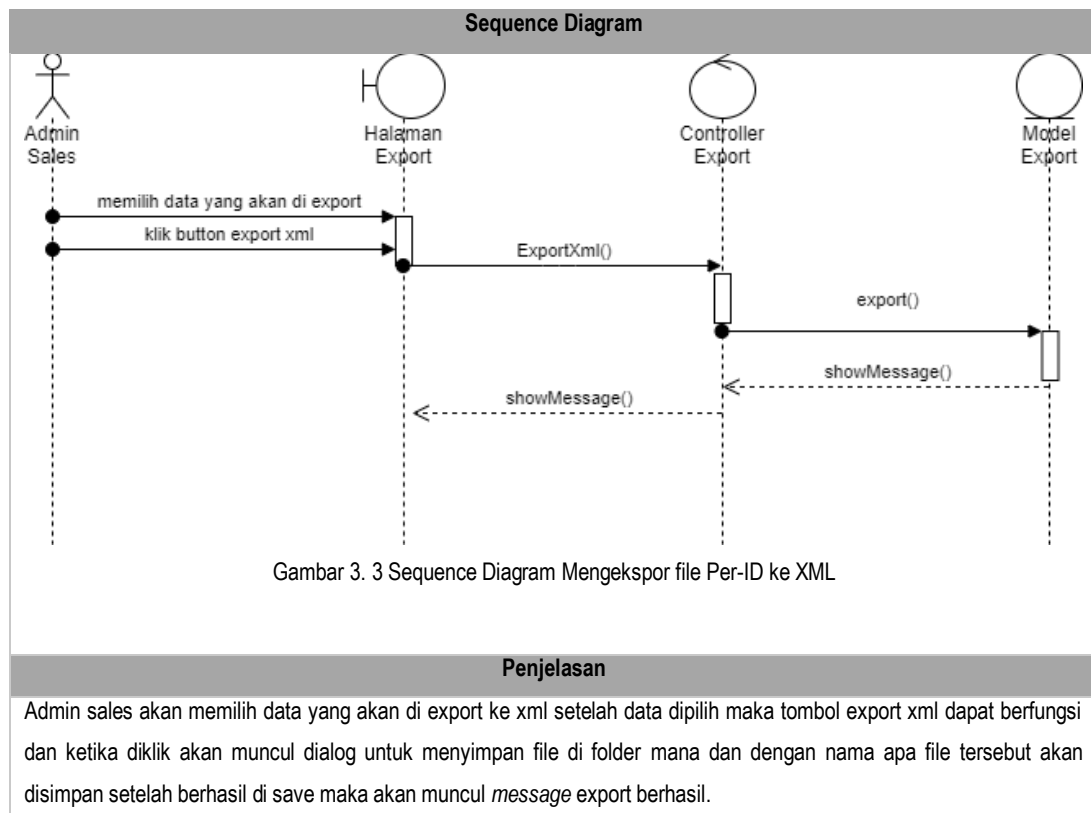 Sequence Diagram
Admin
Sales
Halaman
Export
Controller
Export
Model
Export
memilih data yang akan di export
klik button export xml
ExportXml()
export()
showMessage()
showMessage()
Gambar 3. 3 Sequence Diagram Mengekspor file Per-ID ke XML
Penjelasan
Admin sales akan memilih data yang akan di export ke xml setelah data dipilih maka tombol export xml dapat berfungsi
dan ketika diklik akan muncul dialog untuk menyimpan file di folder mana dan dengan nama apa file tersebut akan
disimpan setelah berhasil di save maka akan muncul message export berhasil.